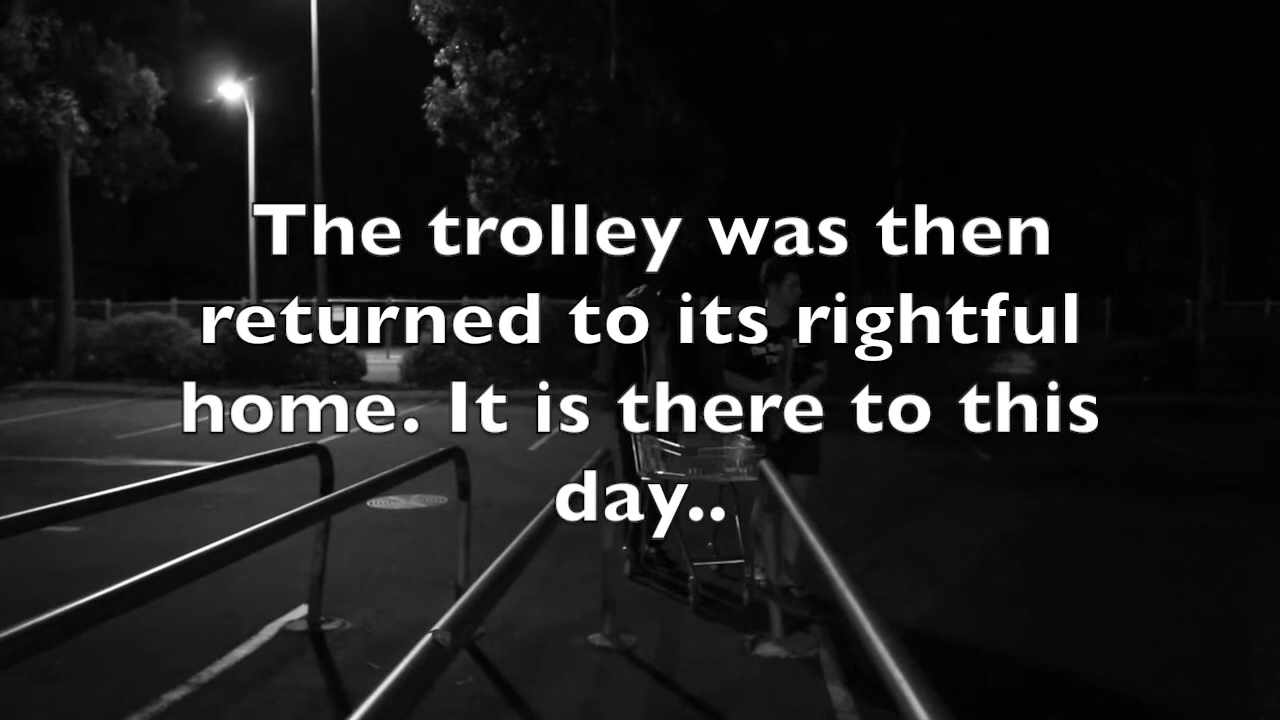 The trolley was then
returned to its rightful
home. It is there to this
day..